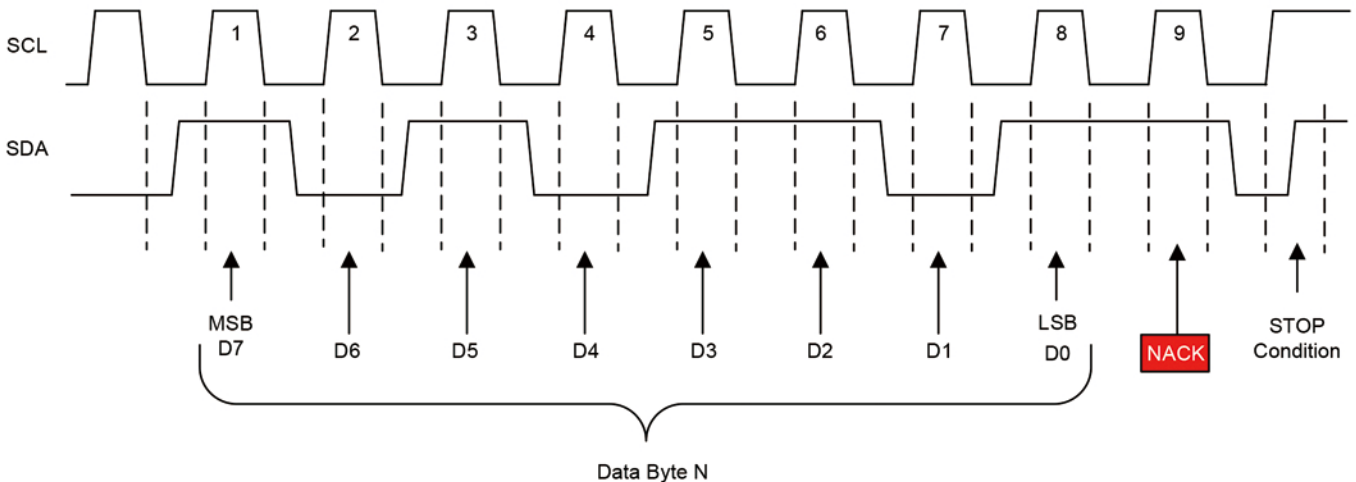 SCL
1 2 3 4 5 6 7 8 9
SDA
MSB
D7 D6 D5 D4 D3 D2 D1
LSB
D0
NACK
STOP
Condition
Data Byte N